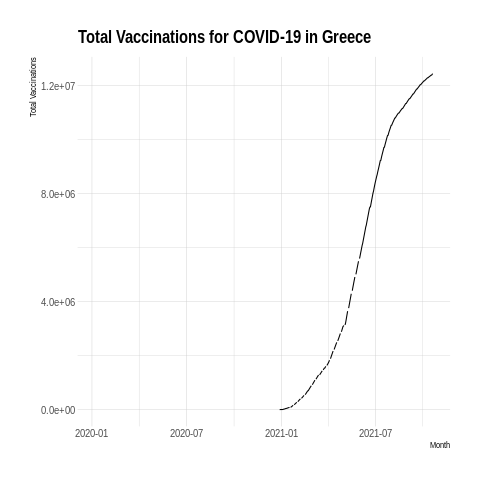 Total Vaccinations for COVID-19 in Greece
Total Vaccinations
1.2e+07
8.0e+06
4.0e+06
0.0e+00
2020-01 2020-07 2021-01 2021-07
Month